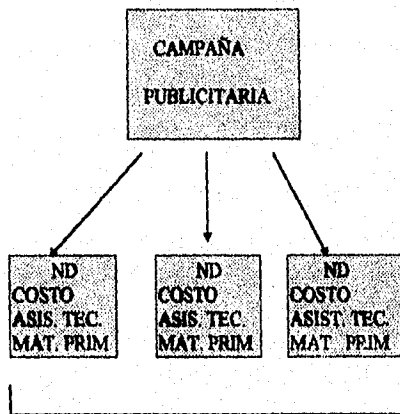 CAMPAÑA
PUBLICITARIA
ND
COSTO
ASIS. TEC.
MAT. PRIM
ND
COSTO
ASIS. TEC.
MAT. PRIM
ND
COSTO
ASIST. TEC.
MAT PRIM